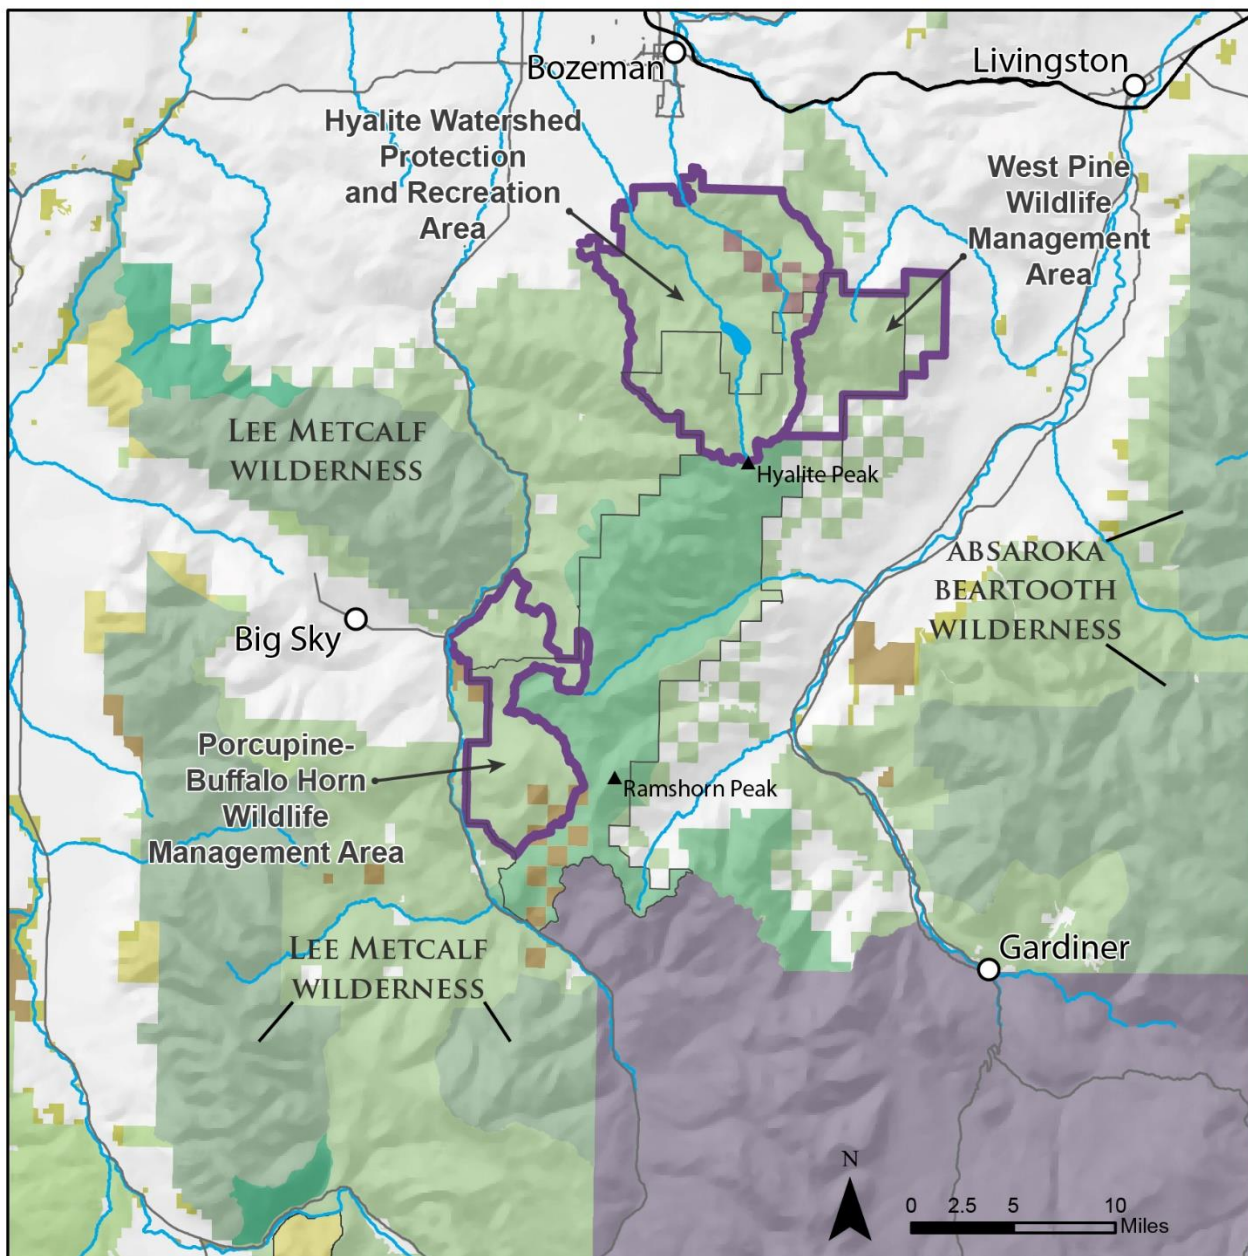 Bozeman
Livingston
Hyalite Watershed
Protection
and Recreation
Area
West Pine
Wildlife
Management
Area
LEE METCALF
WILDERNESS
Hyalite Peak
ABSAROKA
BEARTOOTH
WILDERNESS
Big Sky
Porcupine-
Buffalo Horn
Wildlife
Management Area
Ramshorn Peak
LEE METCALF
WILDERNESS
Gardiner
N
0 2.5 5 10
Miles